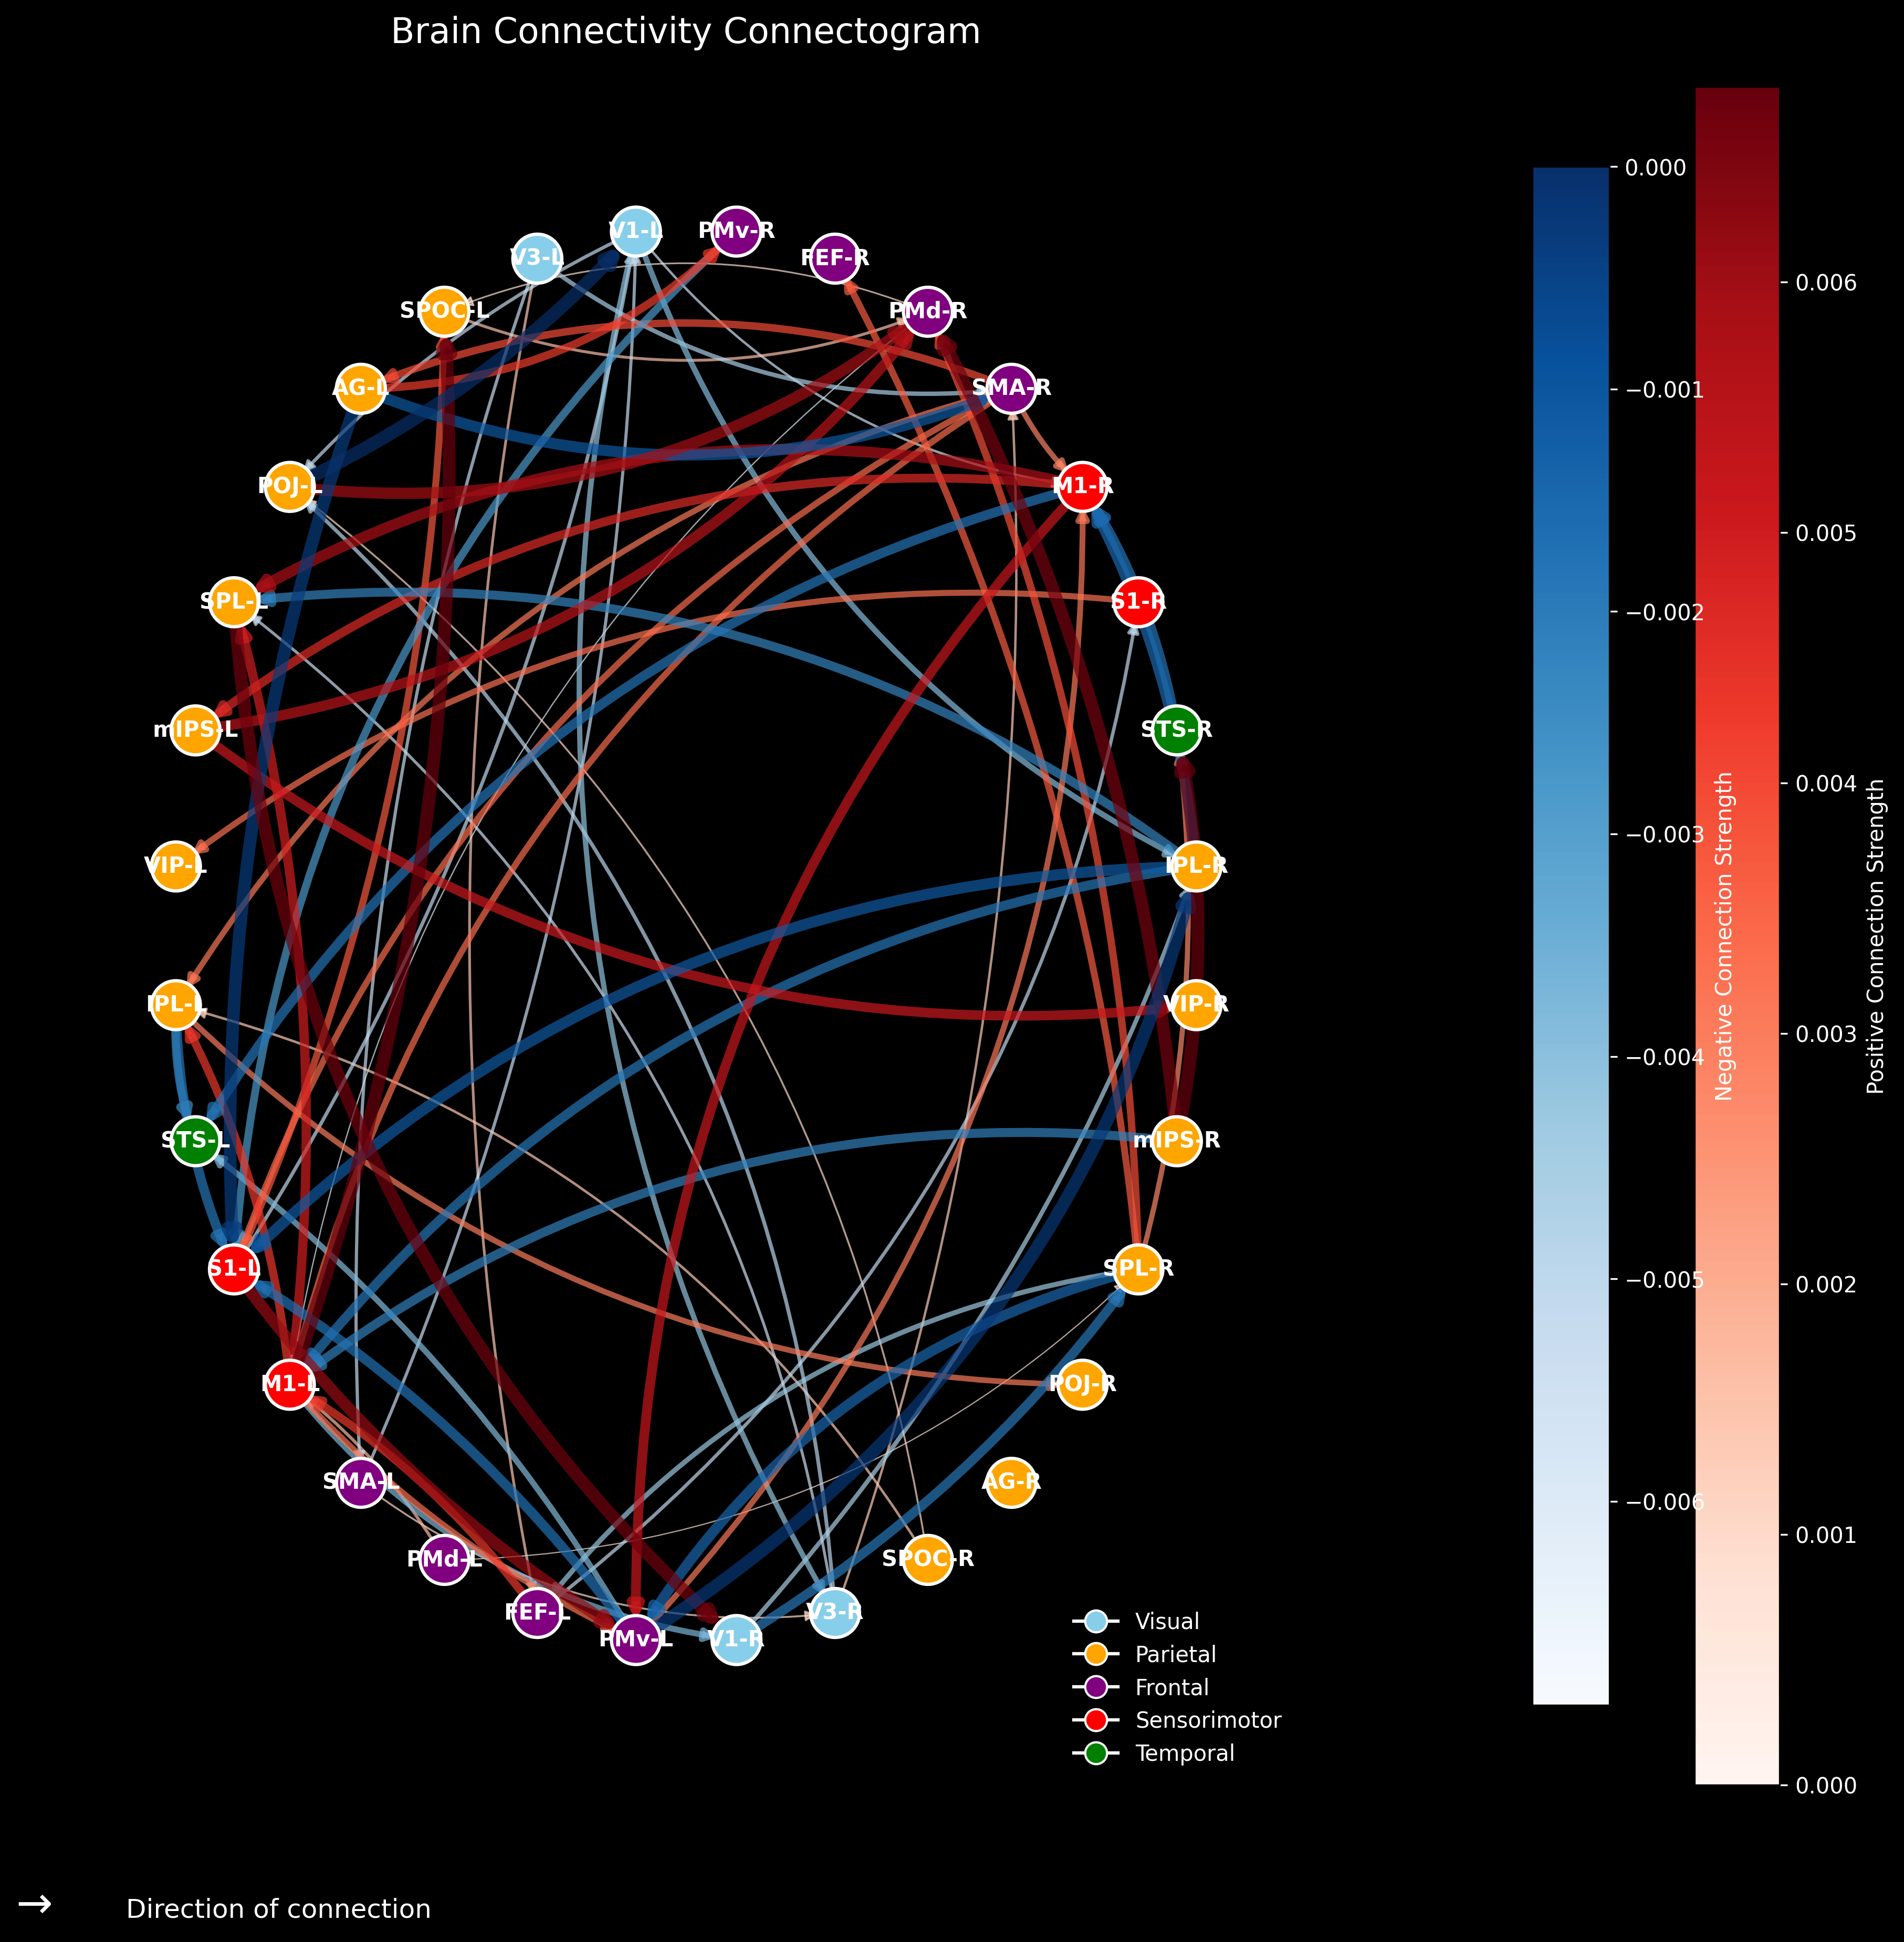 Brain Connectivity Connectogram
V1-L
PMv-R
V3-L
FEF-R
SPOC-L
PMd-R
AG-L
SMA-R
POJ-L
M1-R
SPL-L
S1-R
mIPS-L
STS-R
VIP-L
IPL-R
IPL-L
VIP-R
STS-L
mIPS-R
S1-L
SPL-R
M1-L
POJ-R
SMA-L
AG-R
PMd-L
SPOC-R
FEF-L
V3-R
PMv-L
V1-R
Visual
Parietal
Frontal
Sensorimotor
Temporal
0.000
−0.001
−0.002
−0.003
−0.004
−0.005
−0.006
Negative Connection Strength
0.006
0.005
0.004
0.003
0.002
0.001
0.000
Positive Connection Strength
→ Direction of connection